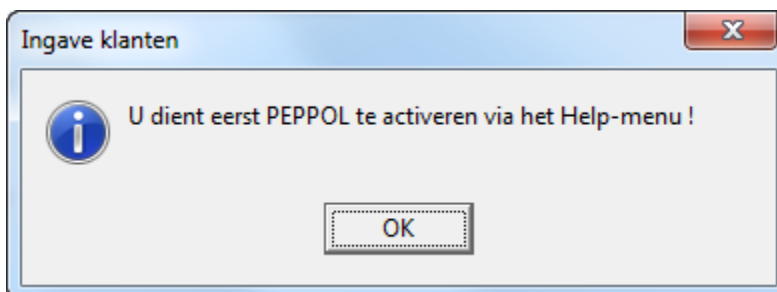 Ingave klanten
U dient eerst PEPPOL te activeren via het Help-menu !
OK